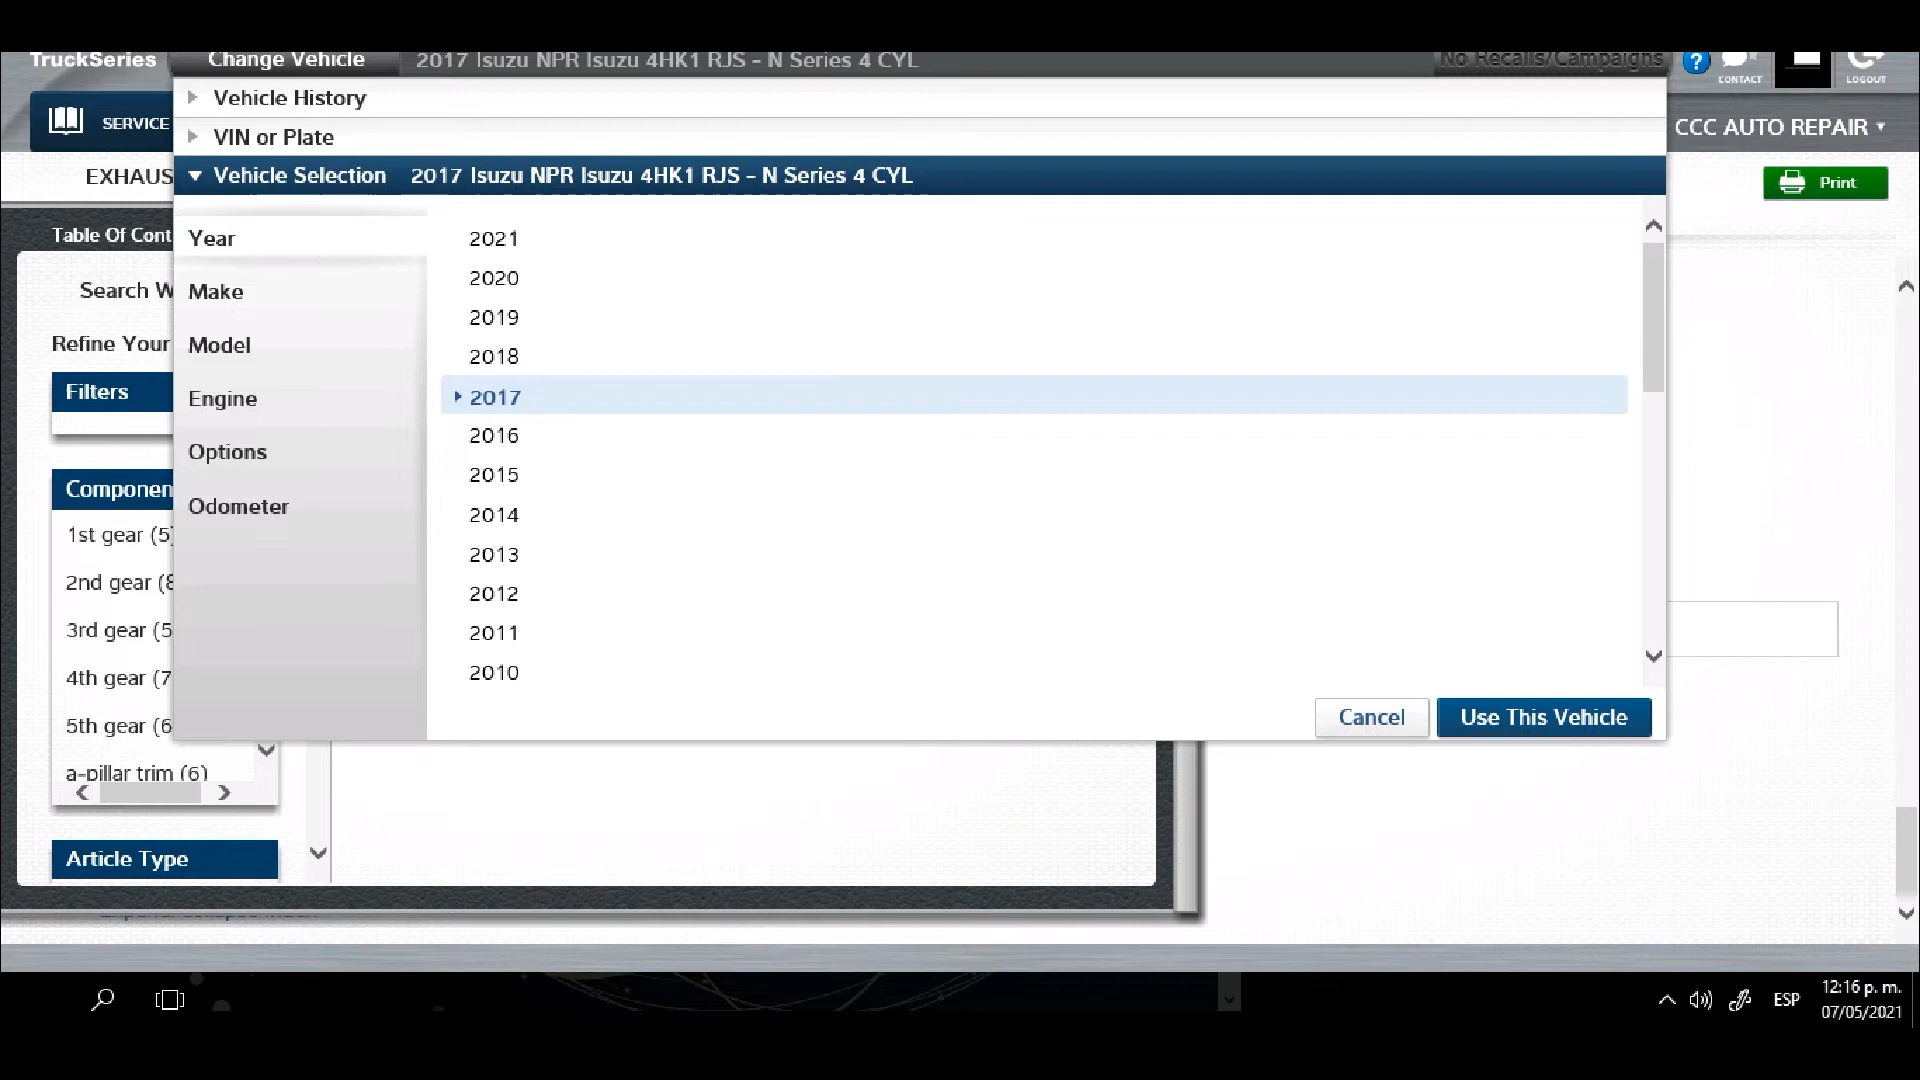 TruckSeries Change Vehicle 2017 Isuzu NPR Isuzu 4HK1 RJS - N Series 4 CYL No Recalls/Campaigns ?
CONTACT LOGOUT
Vehicle History
SERVICE CCC AUTO REPAIR
VIN or Plate
EXHAUS Vehicle Selection 2017 Isuzu NPR Isuzu 4HK1 RJS - N Series 4 CYL Print
Table Of Cont
Search W
Refine Your
Filters
Componen
1st gear (5)
2nd gear (8
3rd gear (5
4th gear (7
5th gear (6
a-pillar trim (6)
Article Type
Year
Make
Model
Engine
Options
Odometer
2021
2020
2019
2018
2017
2016
2015
2014
2013
2012
2011
2010
Cancel Use This Vehicle
ESP 12:16 p. m.
07/05/2021